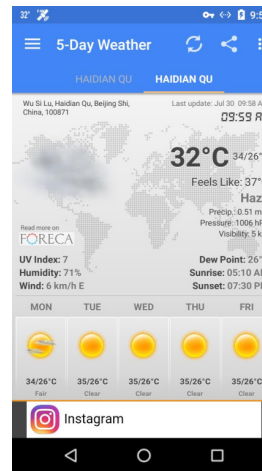 32° 9:5
5-Day Weather
HAIDIAN QU HAIDIAN QU
Wu Si Lu, Haidian Qu, Beijing Shi,
China, 100871
Last update: Jul 30 09:58 A
09:59 A
32°C 34/26°
Feels Like: 37°
Haz
Precip.: 0.51 m
Pressure: 1006 hP
Visibility: 5 k
Read more on
FORECA
UV Index: 7
Humidity: 71%
Wind: 6 km/h E
Dew Point: 26°
Sunrise: 05:10 A
Sunset: 07:30 P
MON TUE WED THU FRI
34/26°C 35/26°C 35/26°C 35/26°C 35/26°C
Fair Clear Clear Clear Clear
Instagram